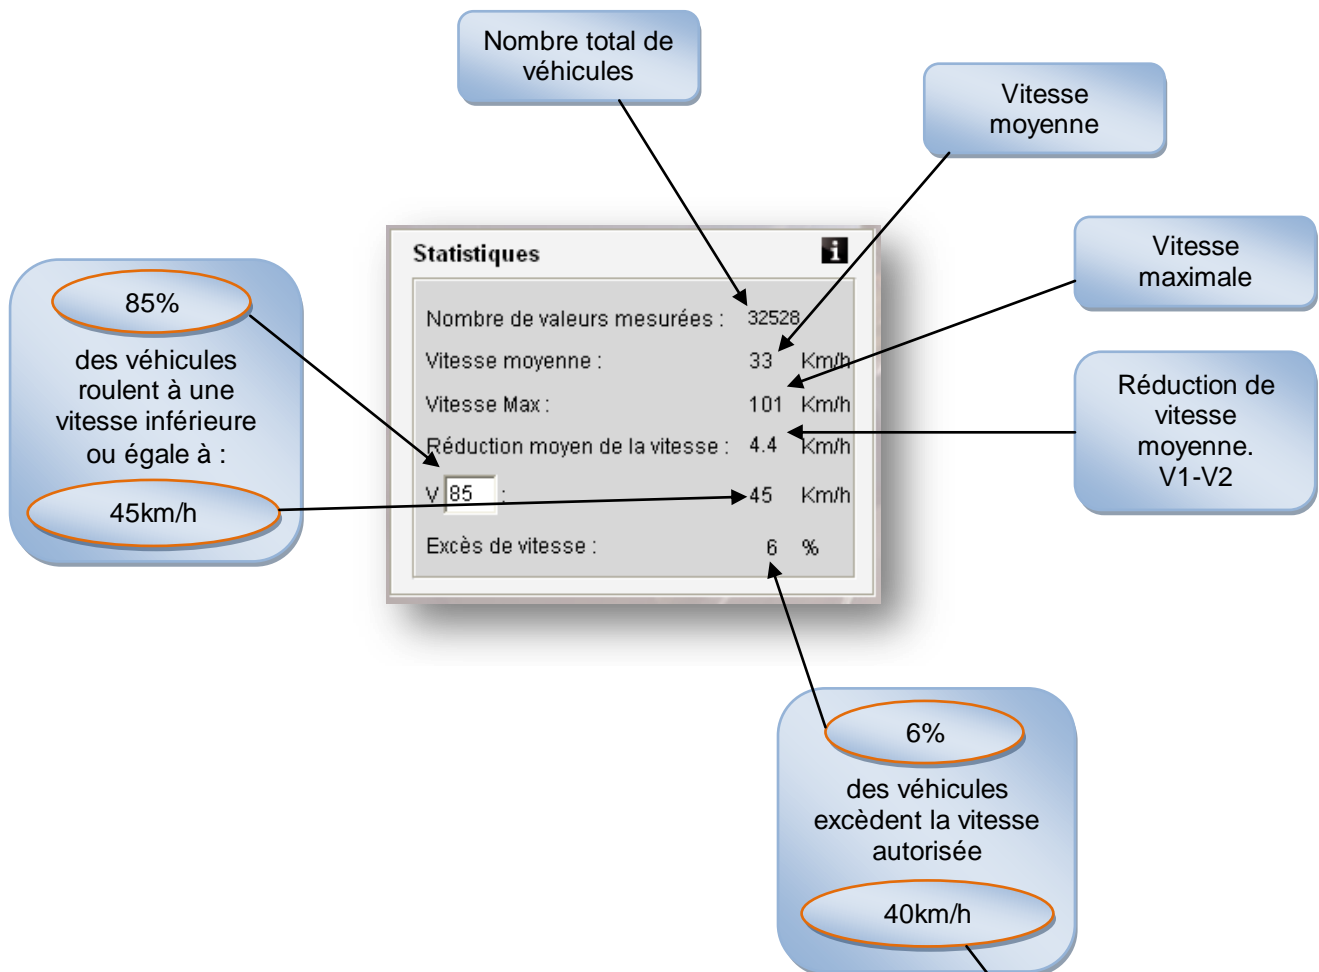 Nombre total de
véhicules
Vitesse
moyenne
Vitesse
maximale
Réduction de
vitesse
moyenne.
V1-V2
85%
des véhicules
roulent à une
vitesse inférieure
ou égale à :
45km/h
Statistiques
Nombre de valeurs mesurées : 32528
Vitesse moyenne : 33 Km/h
Vitesse Max : 101 Km/h
Réduction moyen de la vitesse : 4.4 Km/h
V 85 : 45 Km/h
Excès de vitesse : 6 %
6%
des véhicules
excèdent la vitesse
autorisée
40km/h